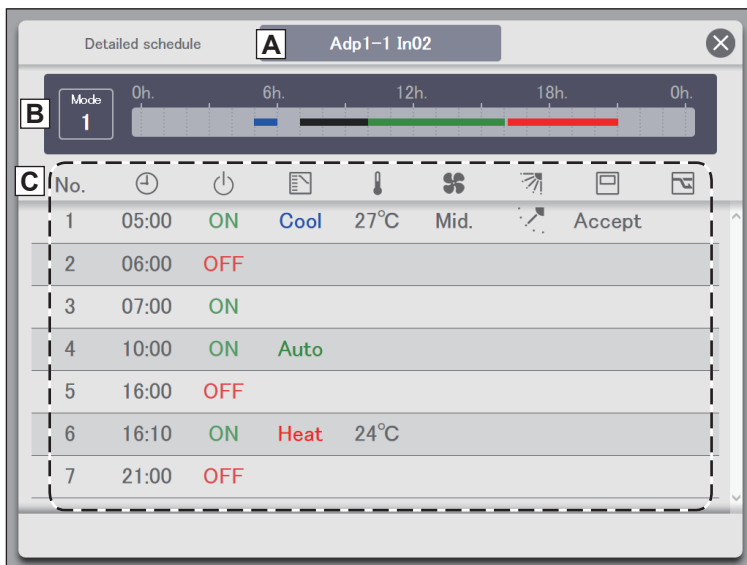 Detailed schedule A Adp1-1 In02
B Mode 1 0h. 6h. 12h. 18h. 0h.
C No.
1 05:00 ON Cool 27℃ Mid. Accept
2 06:00 OFF
3 07:00 ON
4 10:00 ON Auto
5 16:00 OFF
6 16:10 ON Heat 24℃
7 21:00 OFF